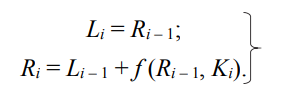 Lᵢ = Rᵢ₋₁;
Rᵢ = Lᵢ₋₁ + f(Rᵢ₋₁, Kᵢ).